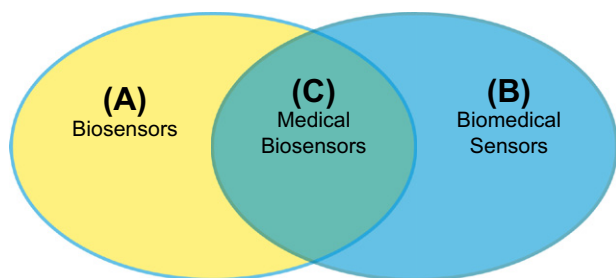 (A)
Biosensors
(C)
Medical
Biosensors
(B)
Biomedical
Sensors